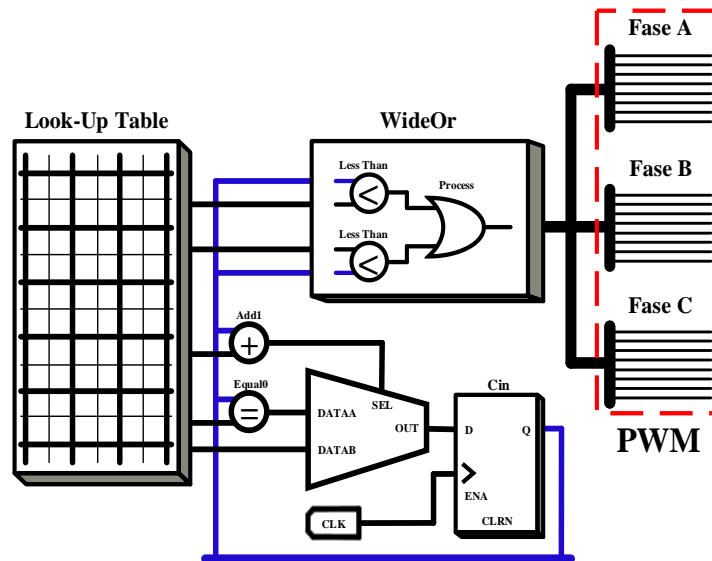 Fase A
Look-Up Table
WideOr
Less Than
<
Process
Less Than
<
Fase B
Add1
+
Equal0
=
Fase C
SEL
DATAA
OUT
DATAB
Cin
D
Q
ENA
CLRN
CLK
PWM